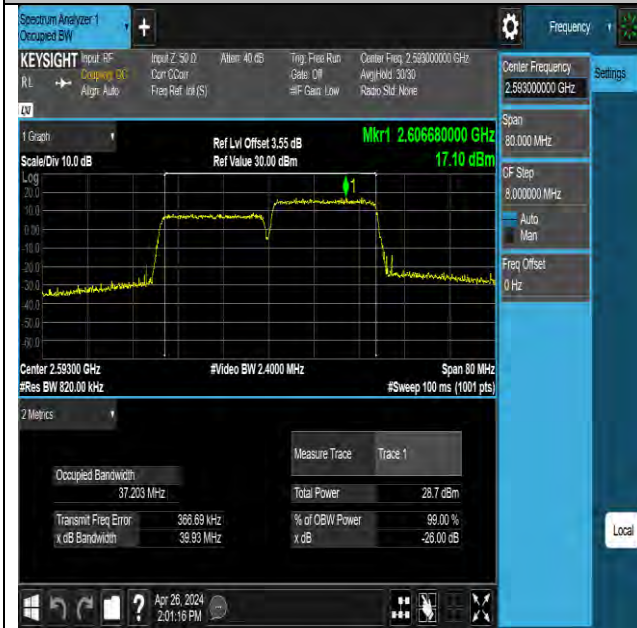 Spectrum Analyzer 1
Occupied BW
+
Frequency
KEYSIGHT Input: RF Input Z: 50 Ω Atten: 40 dB Trig: Free Run Center Freq: 2.593000000 GHz
RL Coupling: DC Corr CCorr Gate: Off Avg|Hold: 30/30
Align: Auto Freq Ref: Int (S) #IF Gain: Low Radio Std: None
1 Graph
Ref Lvl Offset 3.55 dB Mkr1 2.606680000 GHz
Scale/Div 10.0 dB Ref Value 30.00 dBm 17.10 dBm
Log
20.0
10.0
0.00
-10.0
-20.0
-30.0
-40.0
-50.0
-60.0
1
Center 2.59300 GHz #Video BW 2.4000 MHz Span 80 MHz
#Res BW 820.00 kHz #Sweep 100 ms (1001 pts)
2 Metrics
Measure Trace Trace 1
Occupied Bandwidth
37.203 MHz Total Power 28.7 dBm
Transmit Freq Error 366.69 kHz % of OBW Power 99.00 %
x dB Bandwidth 39.93 MHz x dB -26.00 dB
Center Frequency
2.593000000 GHz
Settings
Span
80.000 MHz
CF Step
8.000000 MHz
Auto
Man
Freq Offset
0 Hz
Local
? Apr 26, 2024
2:01:16 PM